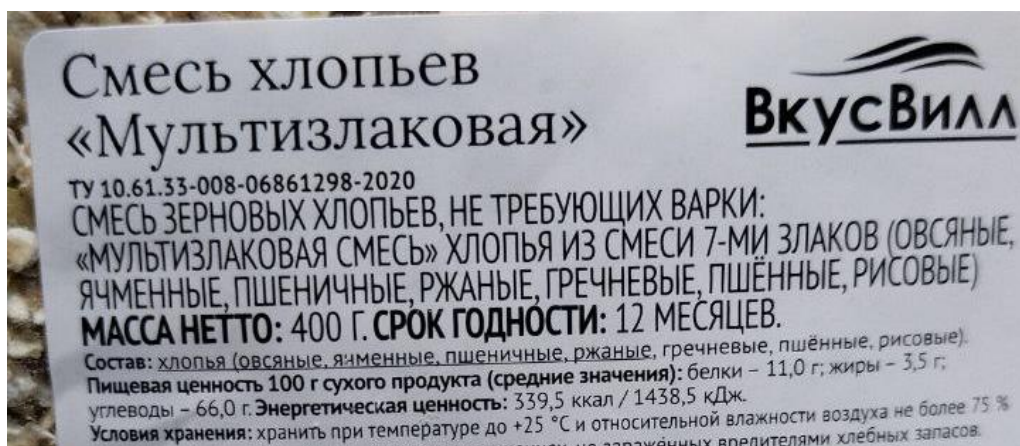 Смесь хлопьев
«Мультизлаковая»
ВкусВилл
ТУ 10.61.33-008-06861298-2020
СМЕСЬ ЗЕРНОВЫХ ХЛОПЬЕВ, НЕ ТРЕБУЮЩИХ ВАРКИ:
«МУЛЬТИЗЛАКОВАЯ СМЕСЬ» ХЛОПЬЯ ИЗ СМЕСИ 7-МИ ЗЛАКОВ (ОВСЯНЫЕ,
ЯЧМЕННЫЕ, ПШЕНИЧНЫЕ, РЖАНЫЕ, ГРЕЧНЕВЫЕ, ПШЁННЫЕ, РИСОВЫЕ)
МАССА НЕТТО: 400 Г. СРОК ГОДНОСТИ: 12 МЕСЯЦЕВ.
Состав: хлопья (овсяные, ячменные, пшеничные, ржаные, гречневые, пшённые, рисовые).
Пищевая ценность 100 г сухого продукта (средние значения): белки – 11,0 г; жиры – 3,5 г;
углеводы – 66,0 г. Энергетическая ценность: 339,5 ккал / 1438,5 кДж.
Условия хранения: хранить при температуре до +25 °С и относительной влажности воздуха не более 75 %
не заражённых вредителями хлебных запасов.